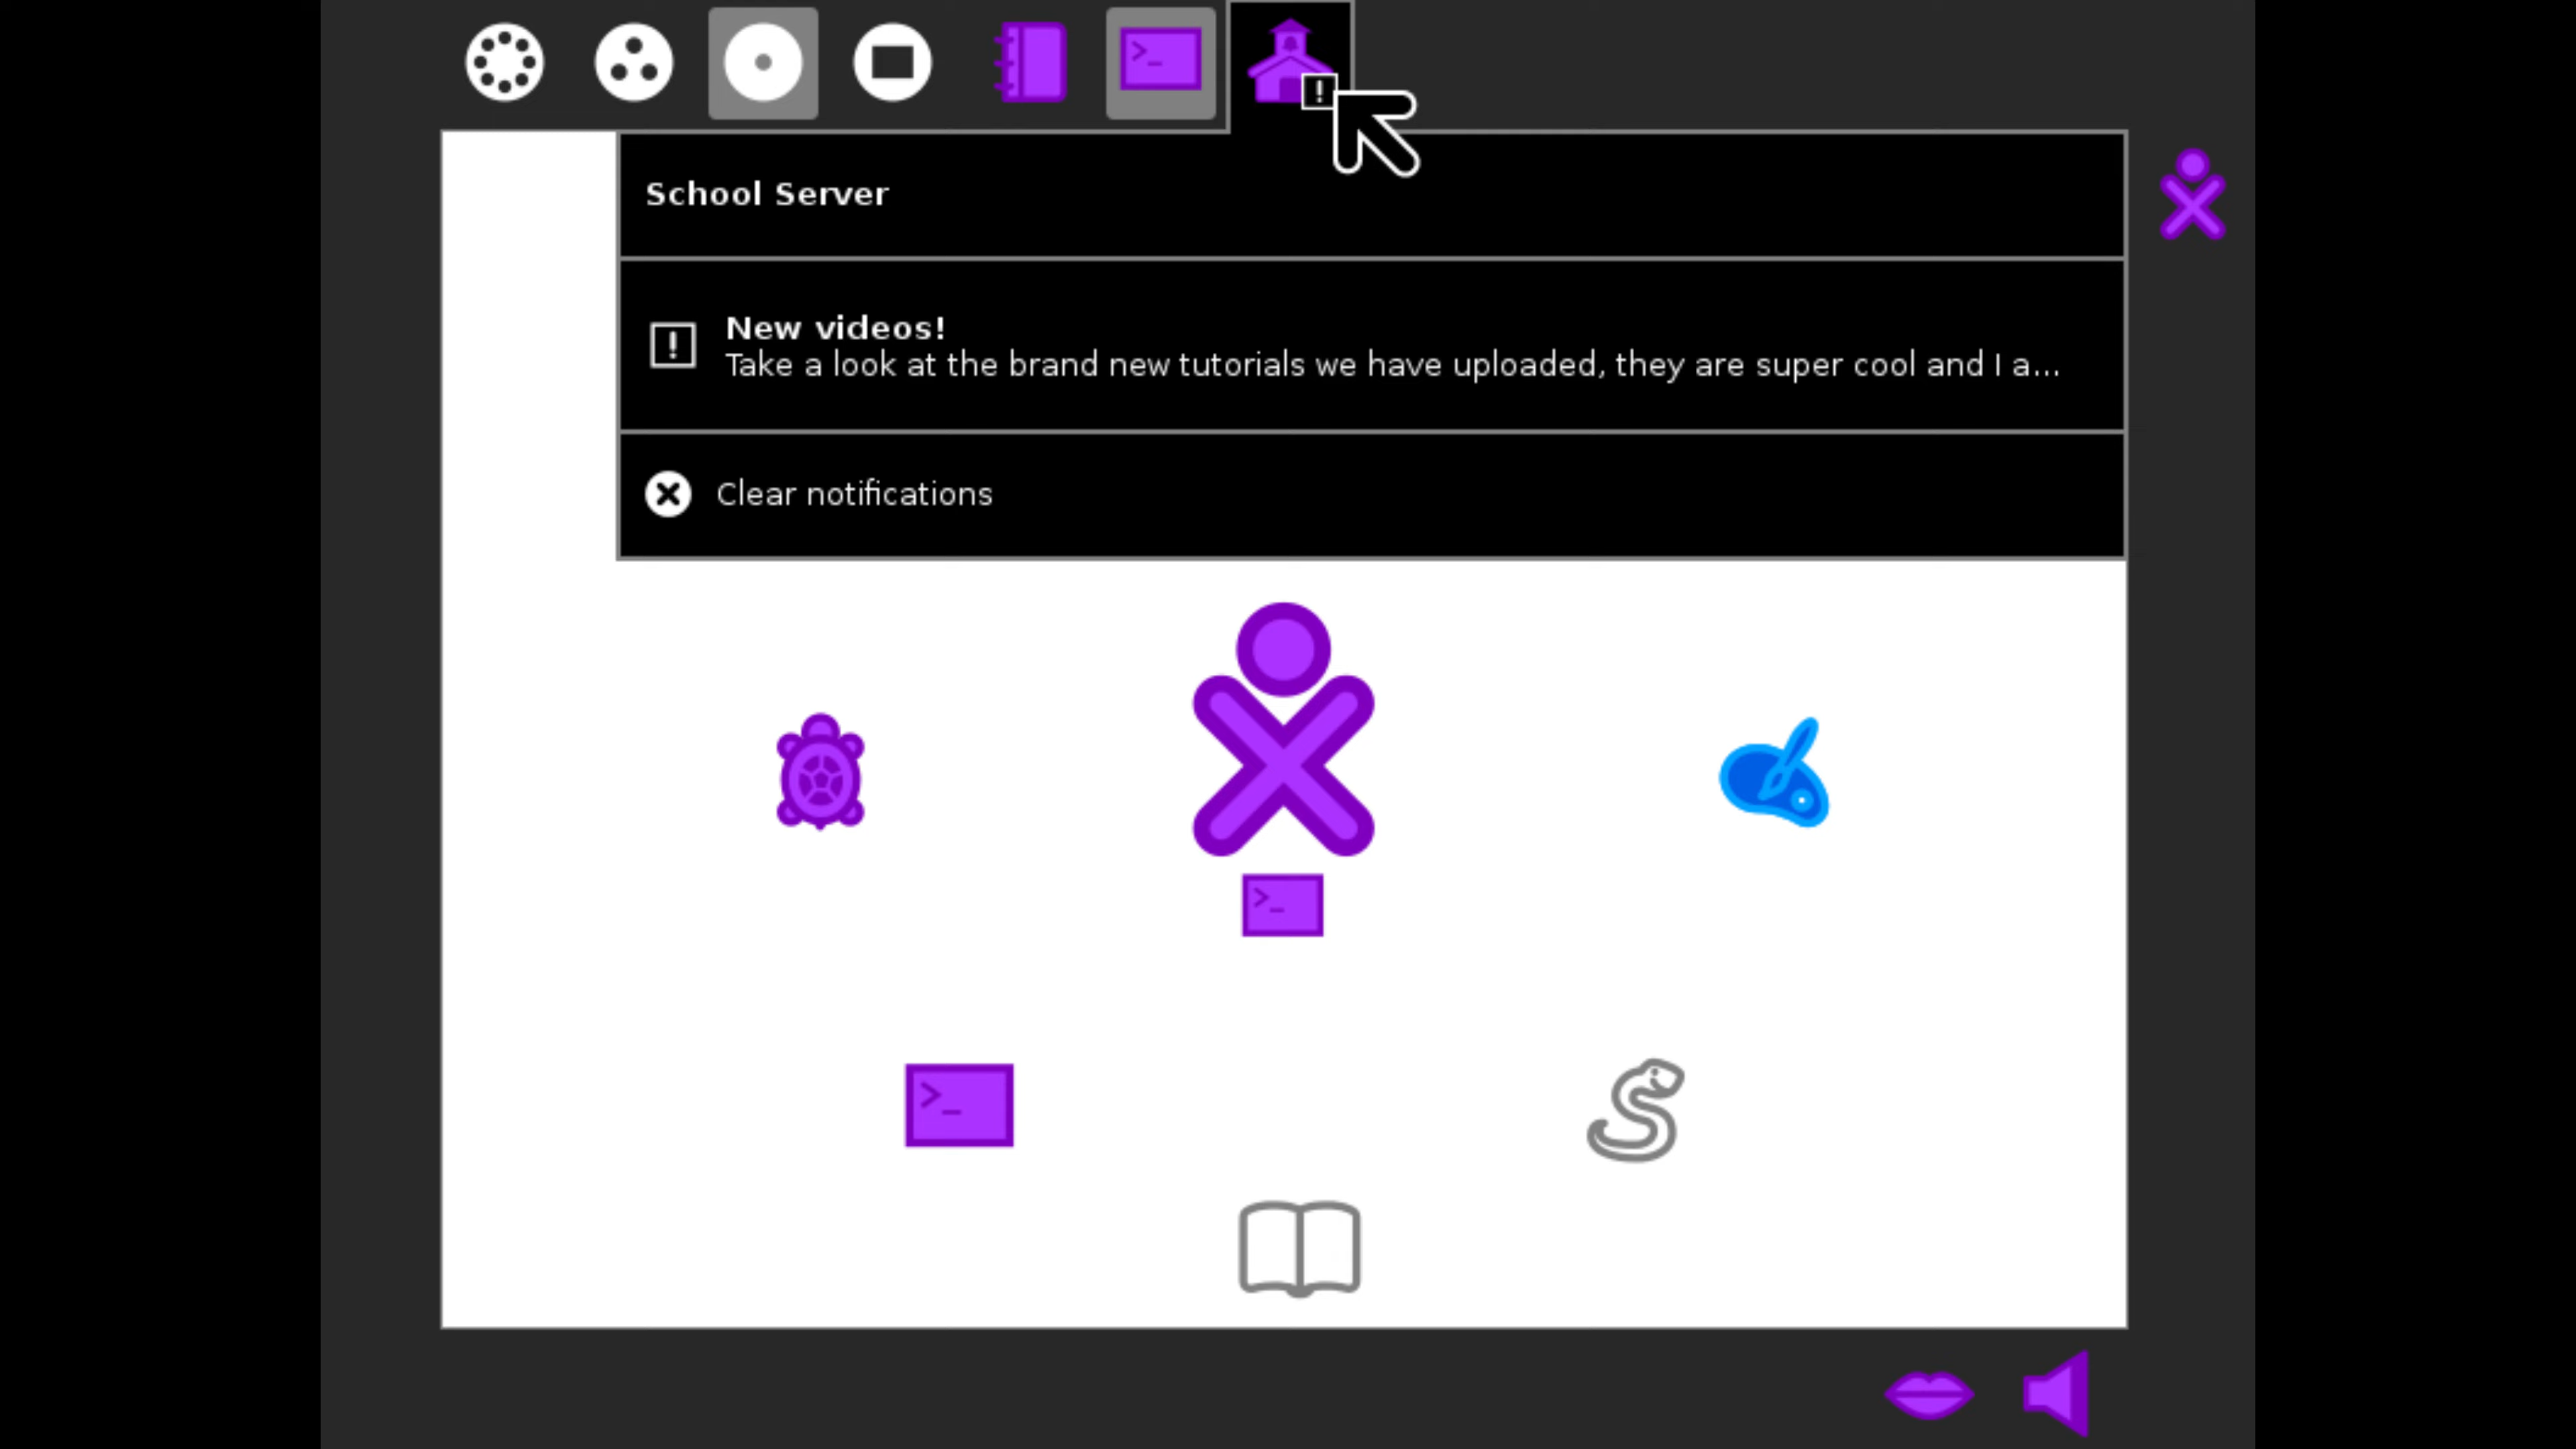 School Server
New videos!
Take a look at the brand new tutorials we have uploaded, they are super cool and I a...
Clear notifications